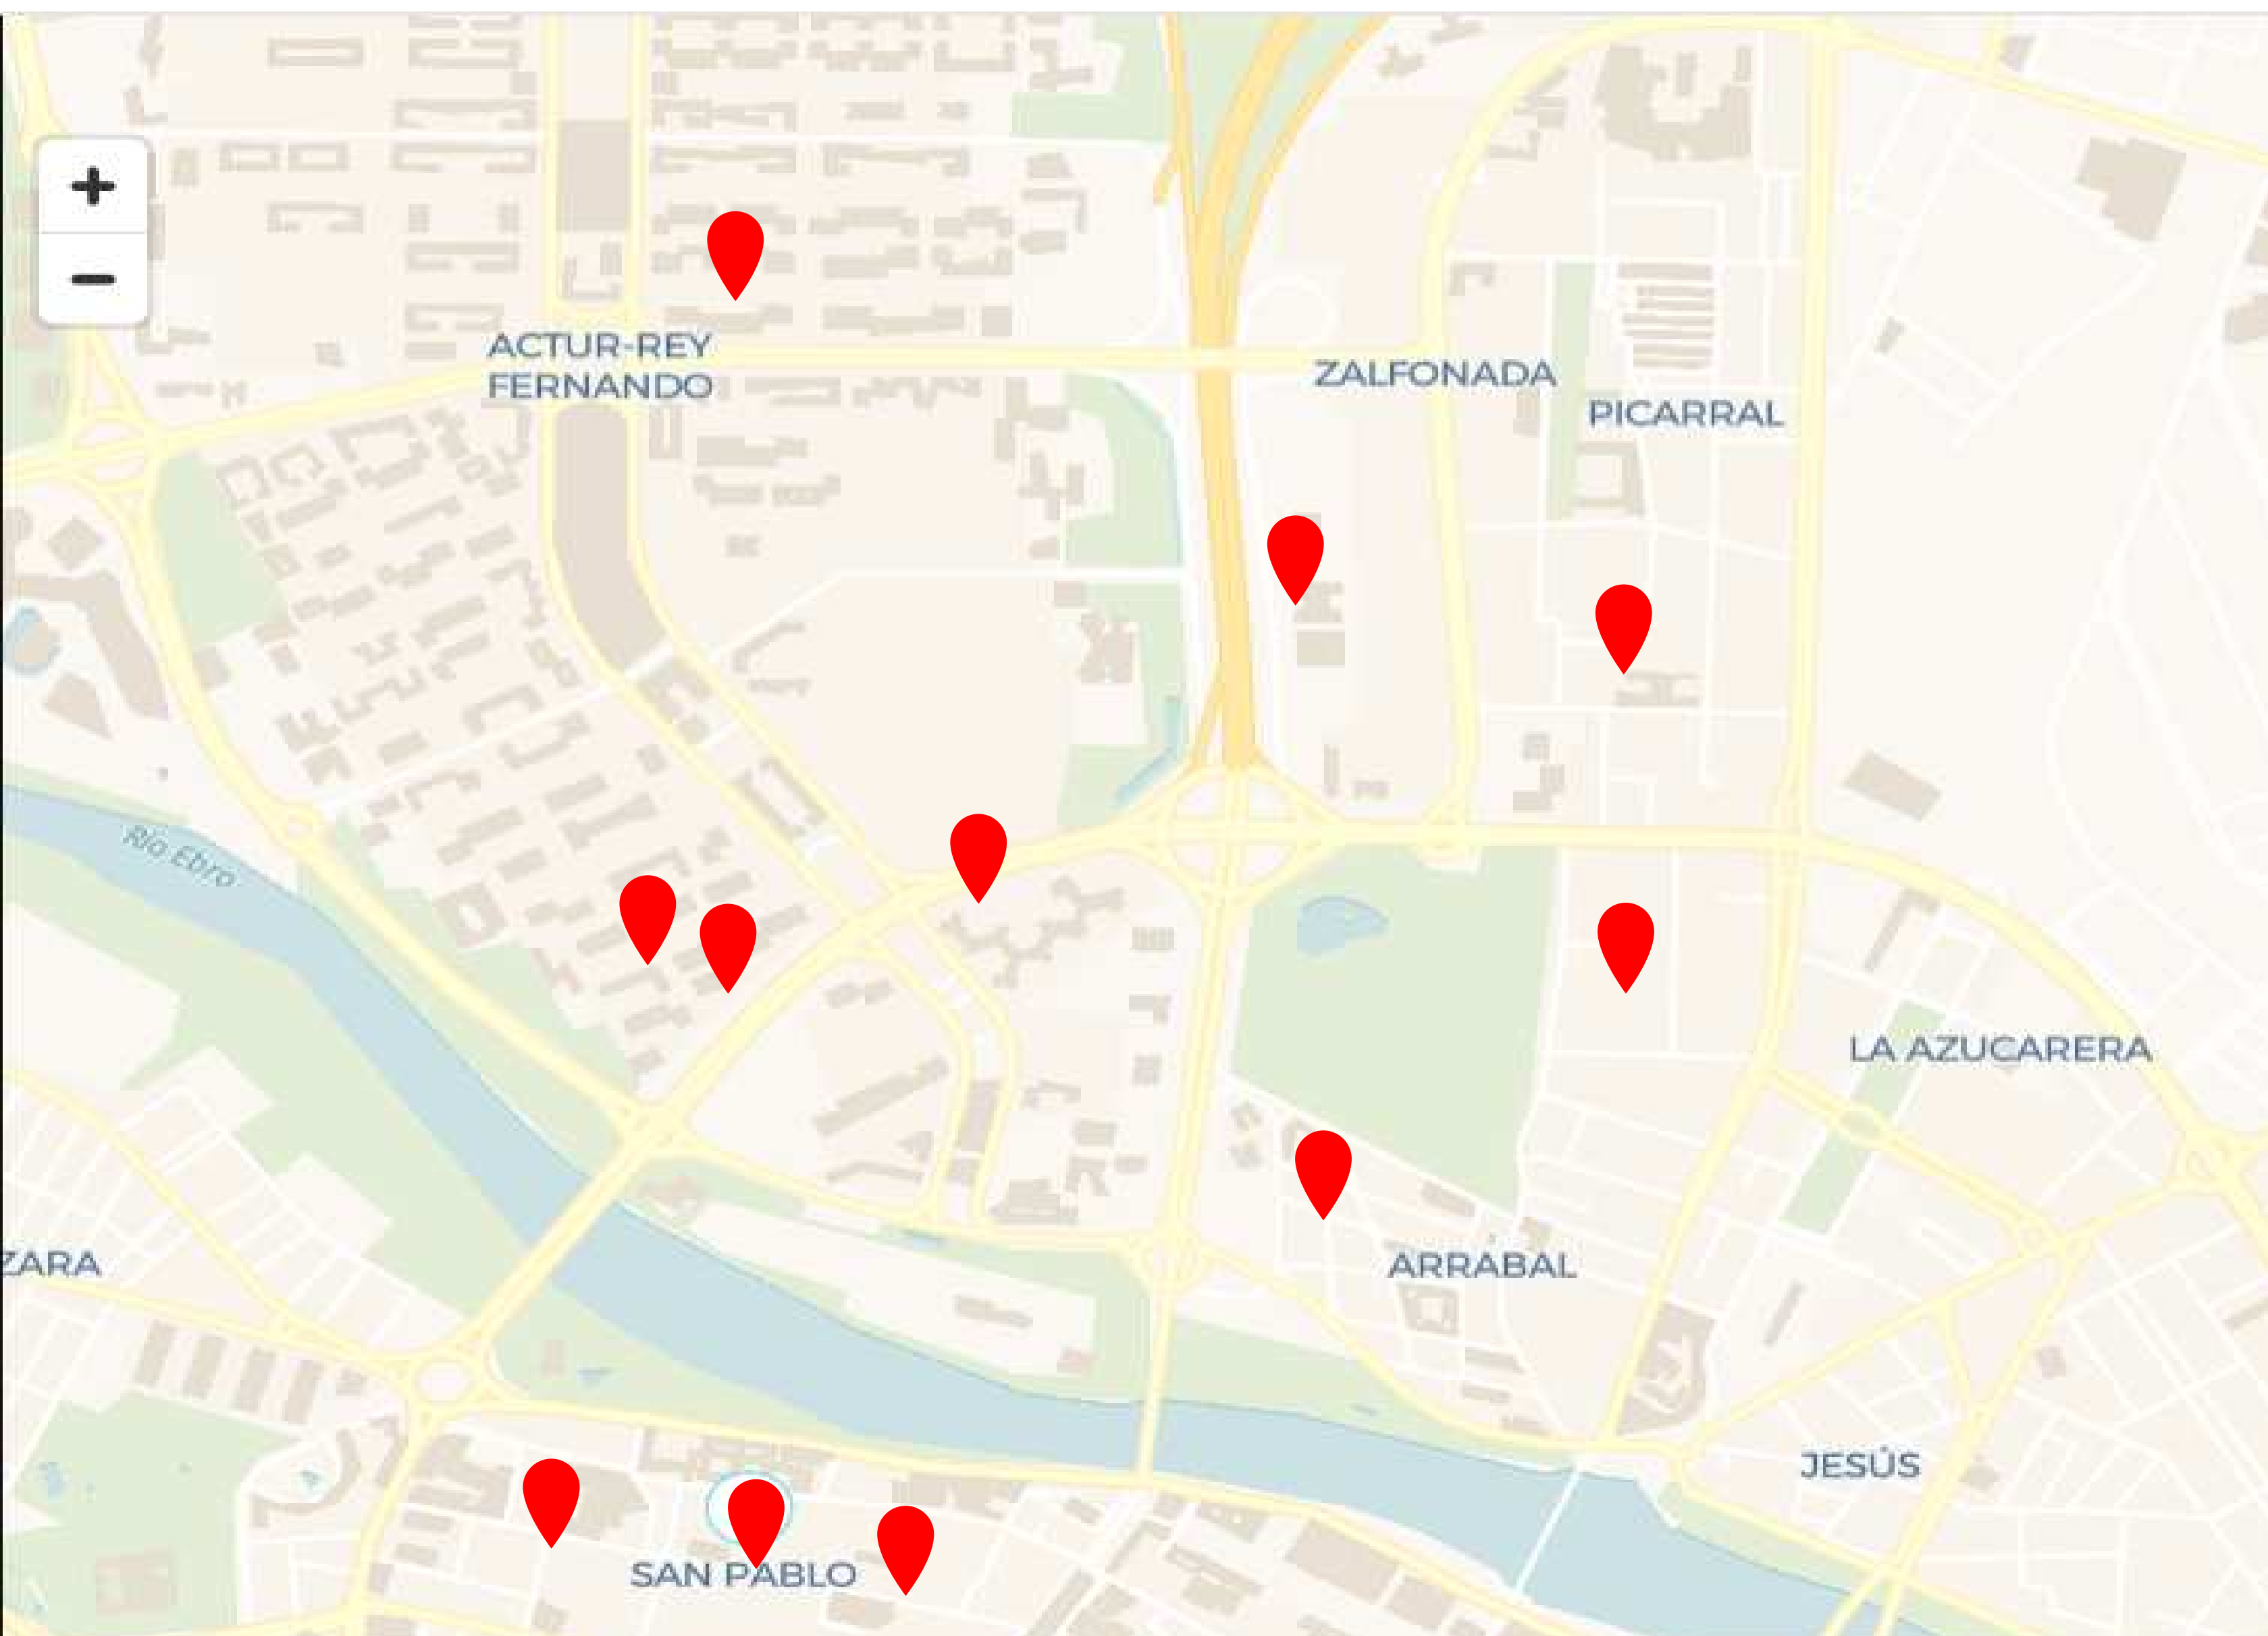 +
−
ACTUR-REY
FERNANDO
ZALFONADA
PICARRAL
Río Ebro
LA AZUCARERA
ZARA
ARRABAL
JESÚS
SAN PABLO